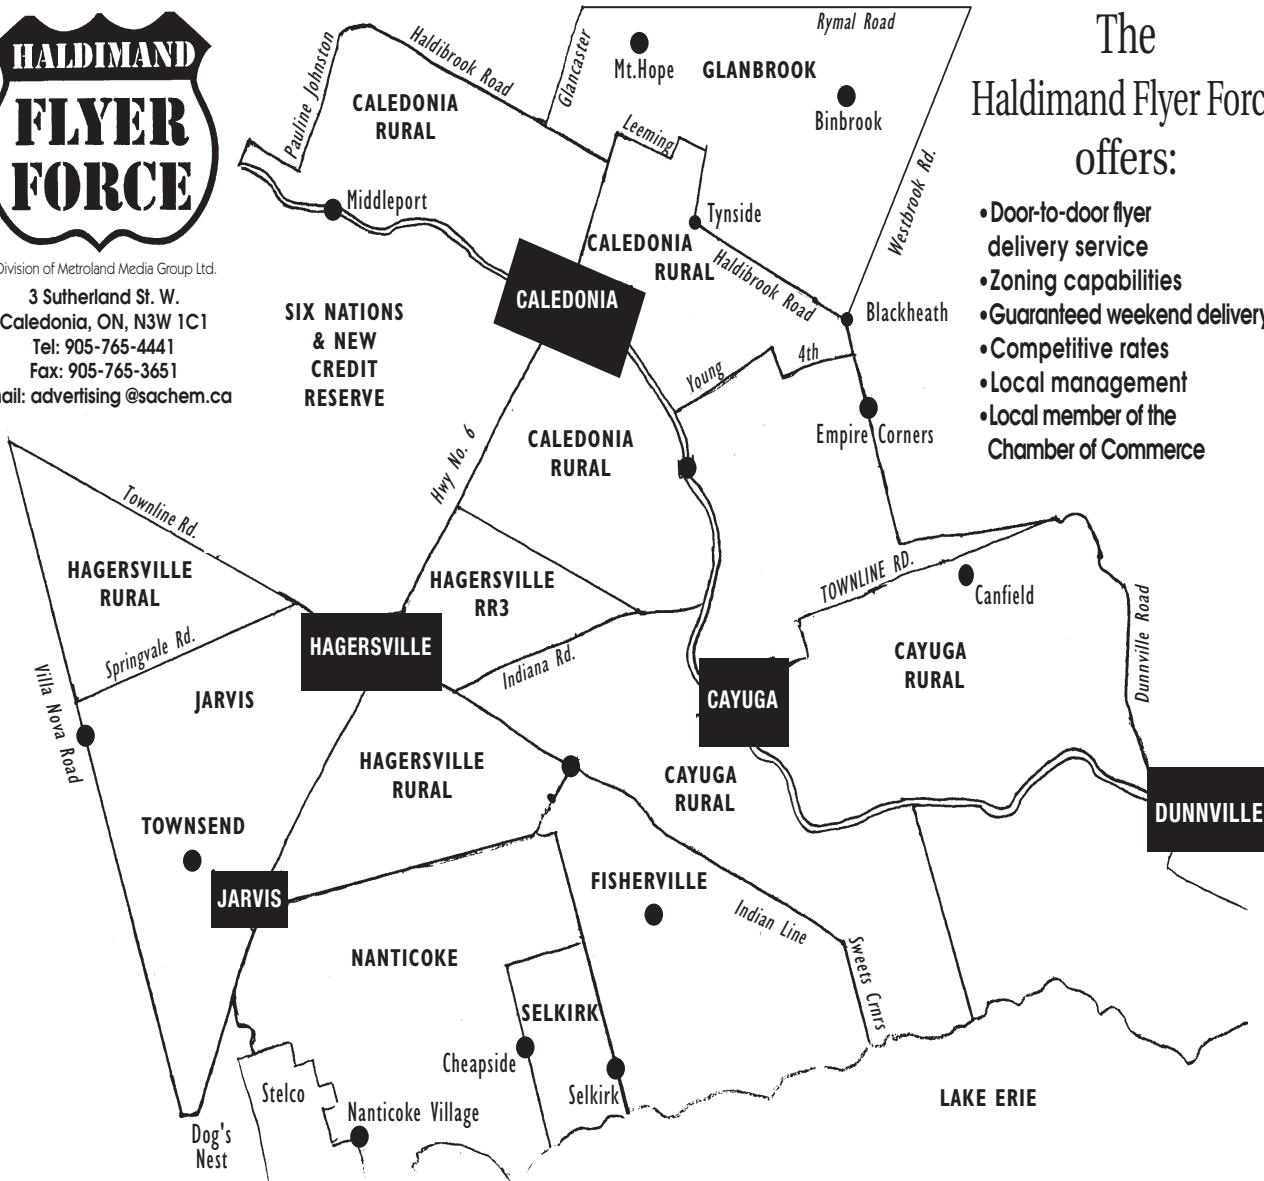 HALDIMAND
FLYER
FORCE
Division of Metroland Media Group Ltd.
3 Sutherland St. W.
Caledonia, ON, N3W 1C1
Tel: 905-765-4441
Fax: 905-765-3651
ail: advertising @sachem.ca
The
Haldimand Flyer Forc
offers:
•Door-to-door flyer
delivery service
•Zoning capabilities
•Guaranteed weekend delivery
•Competitive rates
•Local management
•Local member of the
Chamber of Commerce
Rymal Road
Glancaster
Mt.Hope
GLANBROOK
Binbrook
Pauline Johnston
Haldibrook Road
CALEDONIA
RURAL
Leeming
Westbrook Rd.
Middleport
Tynside
CALEDONIA
RURAL
Haldibrook Road
CALEDONIA
Blackheath
SIX NATIONS
& NEW
CREDIT
RESERVE
Young
4th
Empire Corners
CALEDONIA
RURAL
Hwy No. 6
Townline Rd.
HAGERSVILLE
RURAL
HAGERSVILLE
RR3
TOWNLINE RD.
Canfield
Dunnville Road
Springvale Rd.
HAGERSVILLE
Indiana Rd.
CAYUGA
RURAL
Villa Nova Road
JARVIS
CAYUGA
HAGERSVILLE
RURAL
CAYUGA
RURAL
DUNNVILLE
TOWNSEND
JARVIS
FISHERVILLE
Indian Line
NANTICOKE
Sweets Crnrs
SELKIRK
Cheapside
Selkirk
Stelco
Nanticoke Village
LAKE ERIE
Dog's
Nest